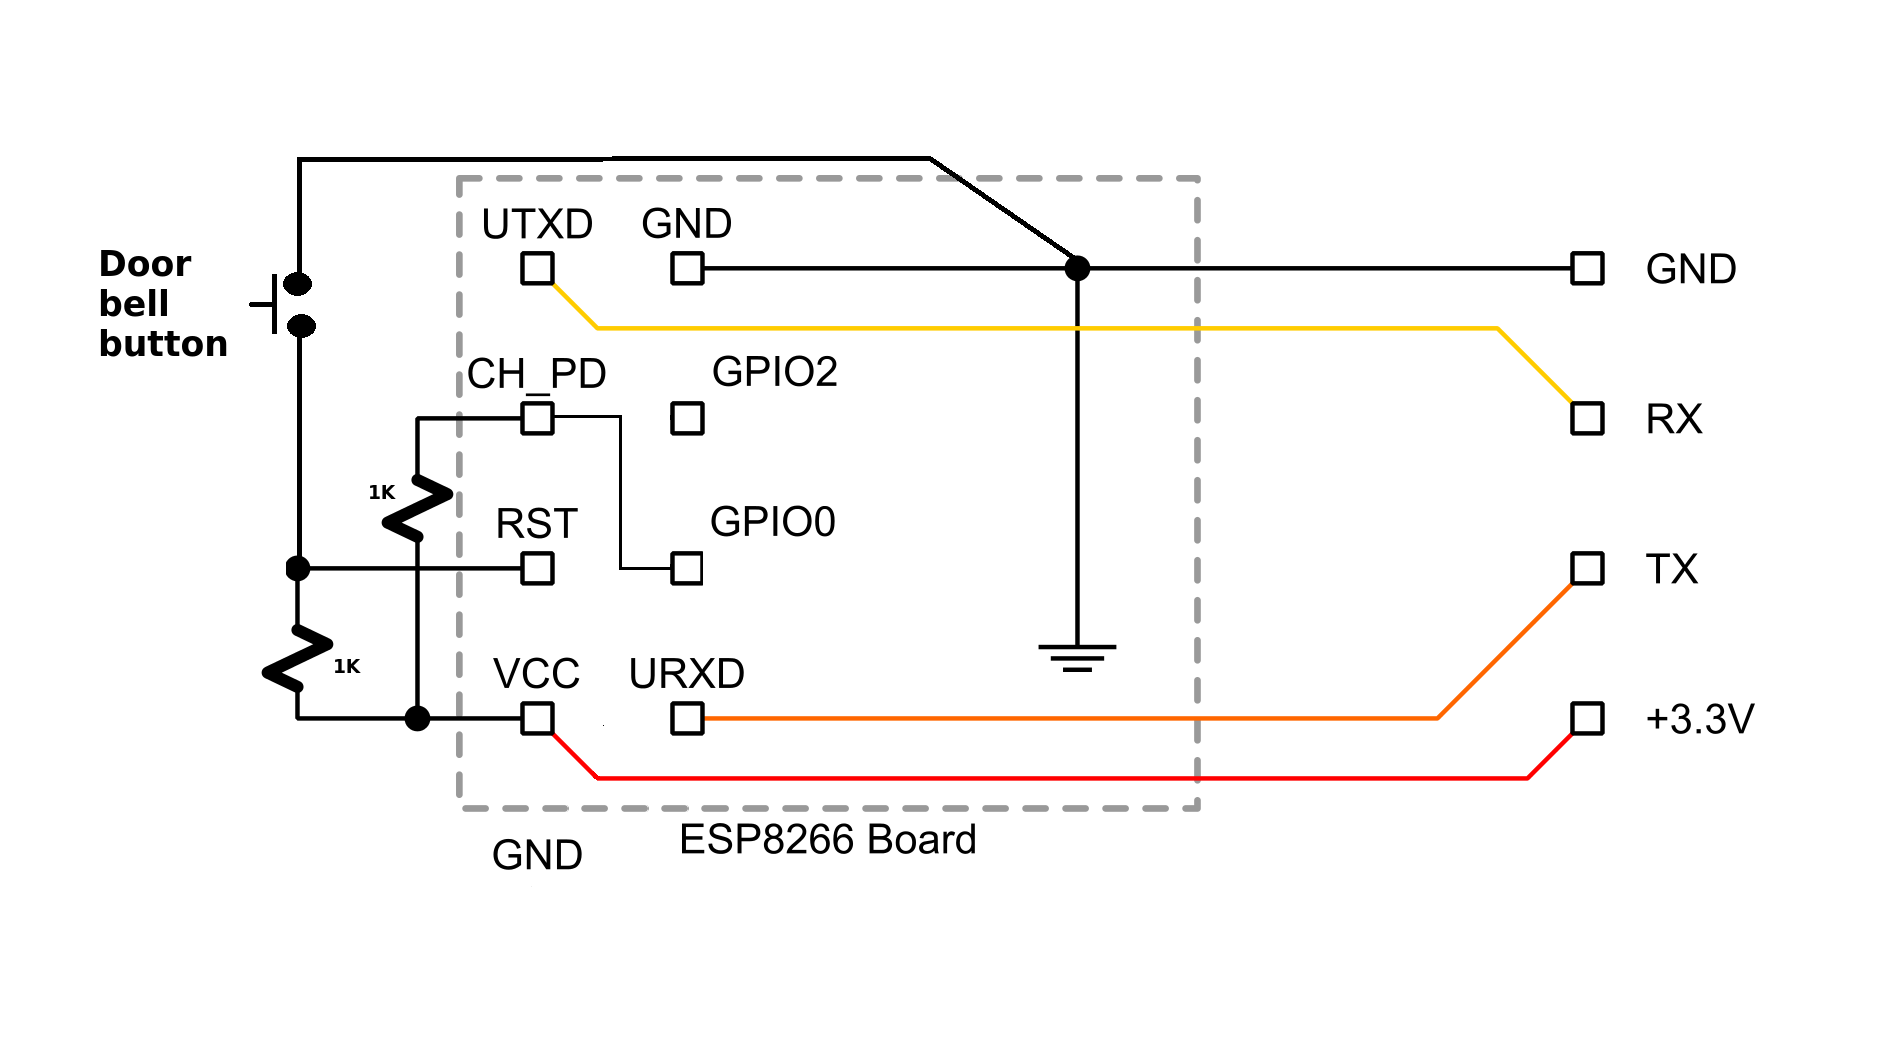 UTXD
GND
GND
Door
bell
button
CH_PD
GPIO2
RX
1K
RST
GPIO0
TX
1K
VCC
URXD
+3.3V
GND
ESP8266 Board